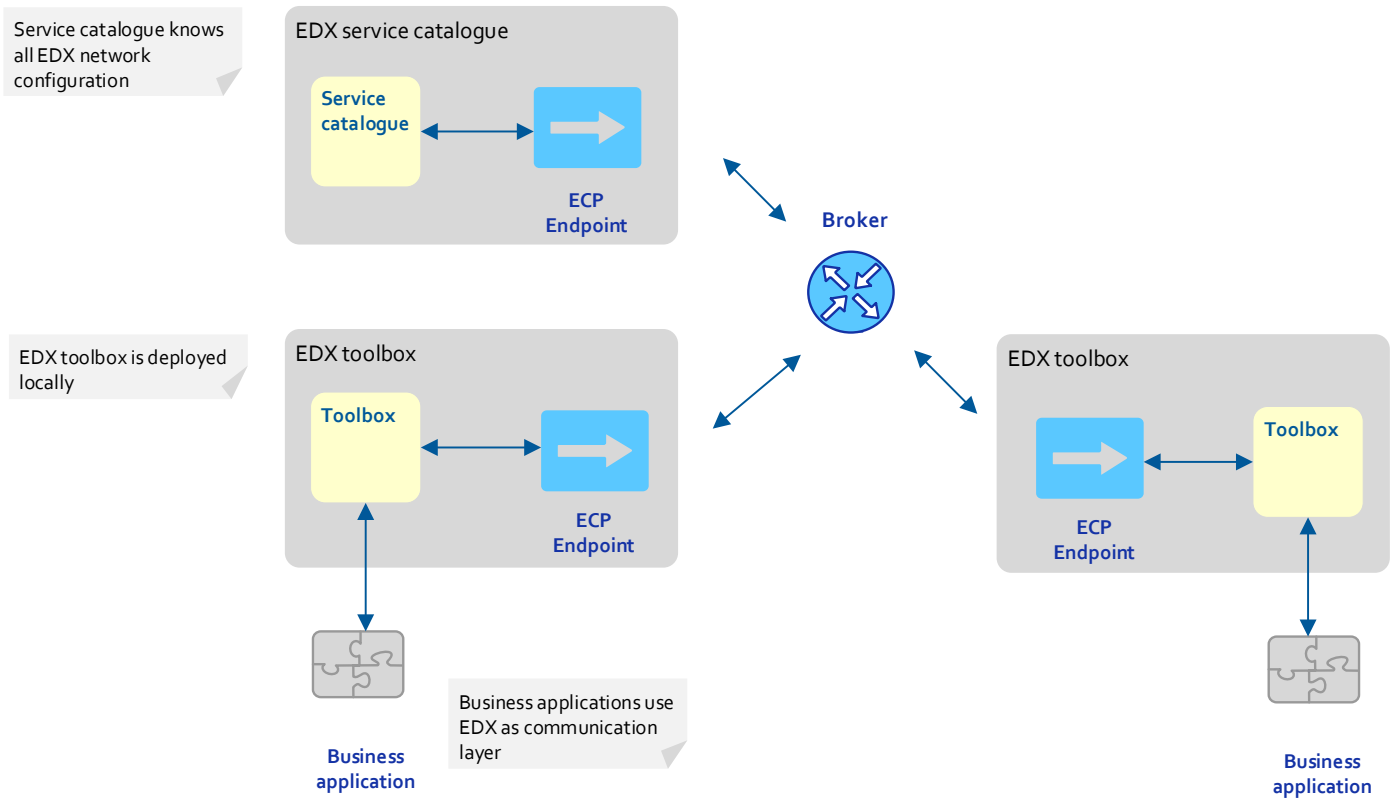 Service catalogue knows
all EDX network
configuration
EDX service catalogue
Service
catalogue
ECP
Endpoint
Broker
EDX toolbox is deployed
locally
EDX toolbox
Toolbox
ECP
Endpoint
EDX toolbox
Toolbox
ECP
Endpoint
Business applications use
EDX as communication
layer
Business
application
Business
application